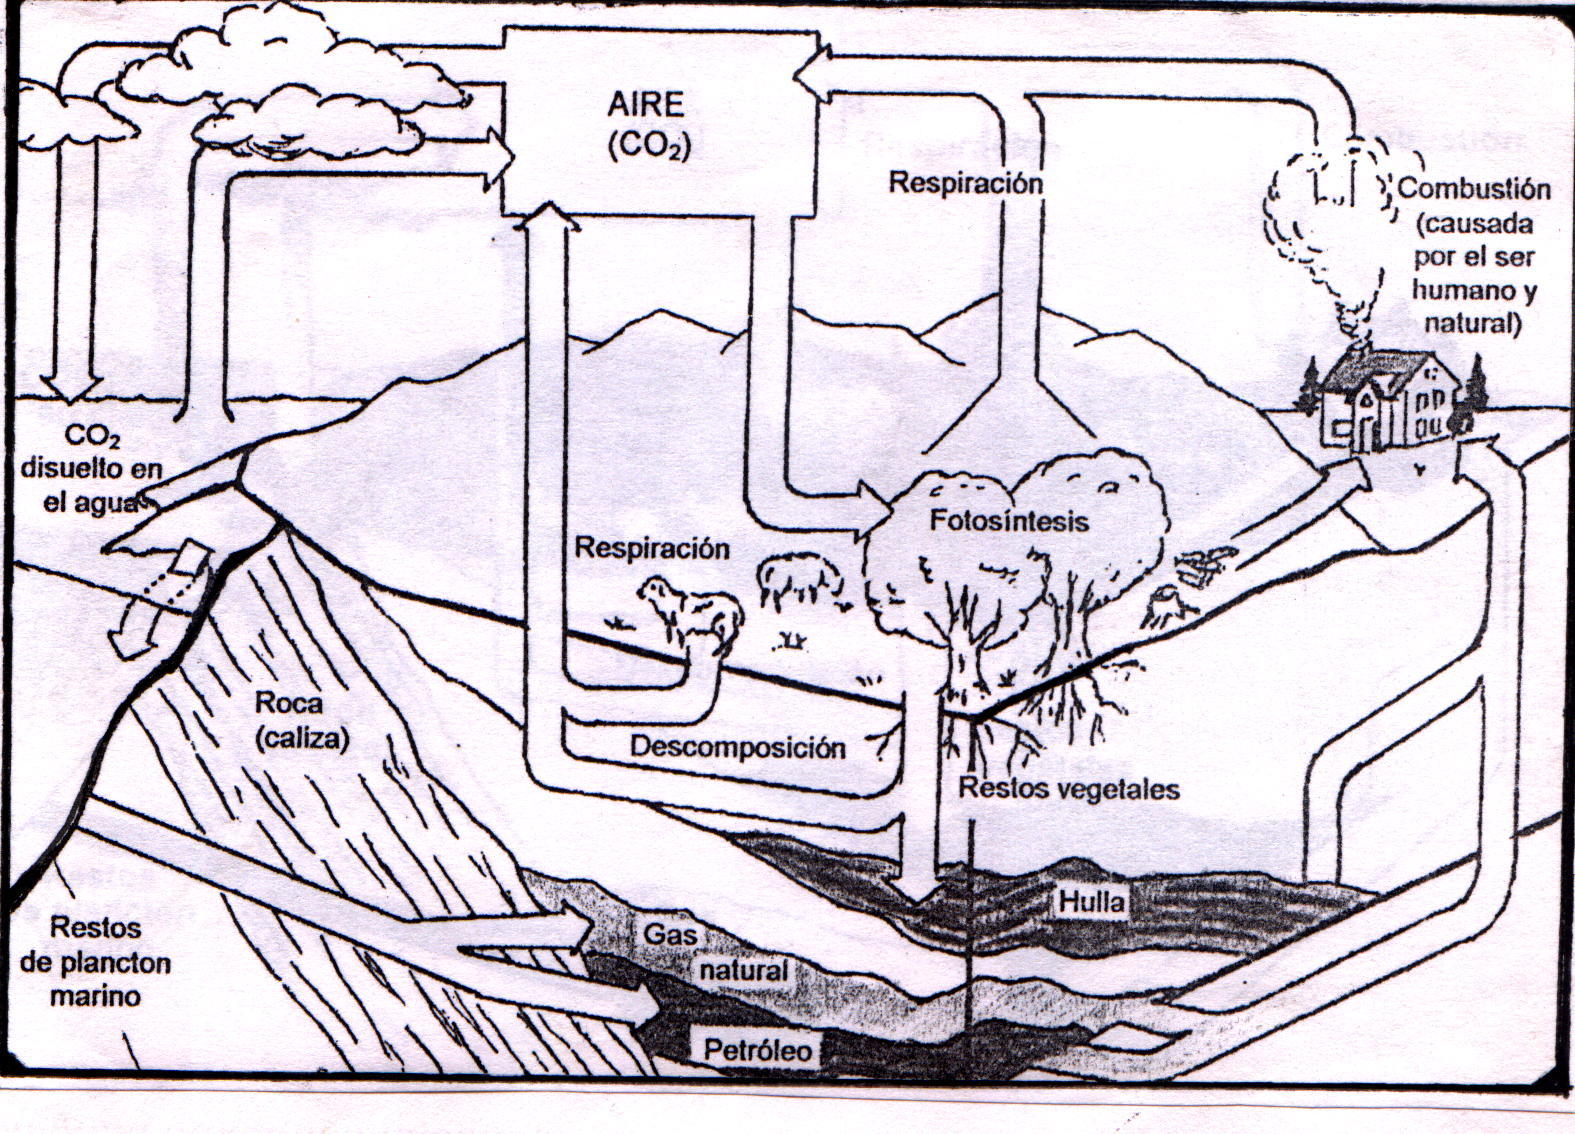 AIRE
(CO₂)
Respiración
Combustión
(causada
por el ser
humano y
natural)
CO₂
disuelto en
el agua
Fotosíntesis
Respiración
Roca
(caliza)
Descomposición
Restos vegetales
Hulla
Restos
de plancton
marino
Gas
natural
Petróleo